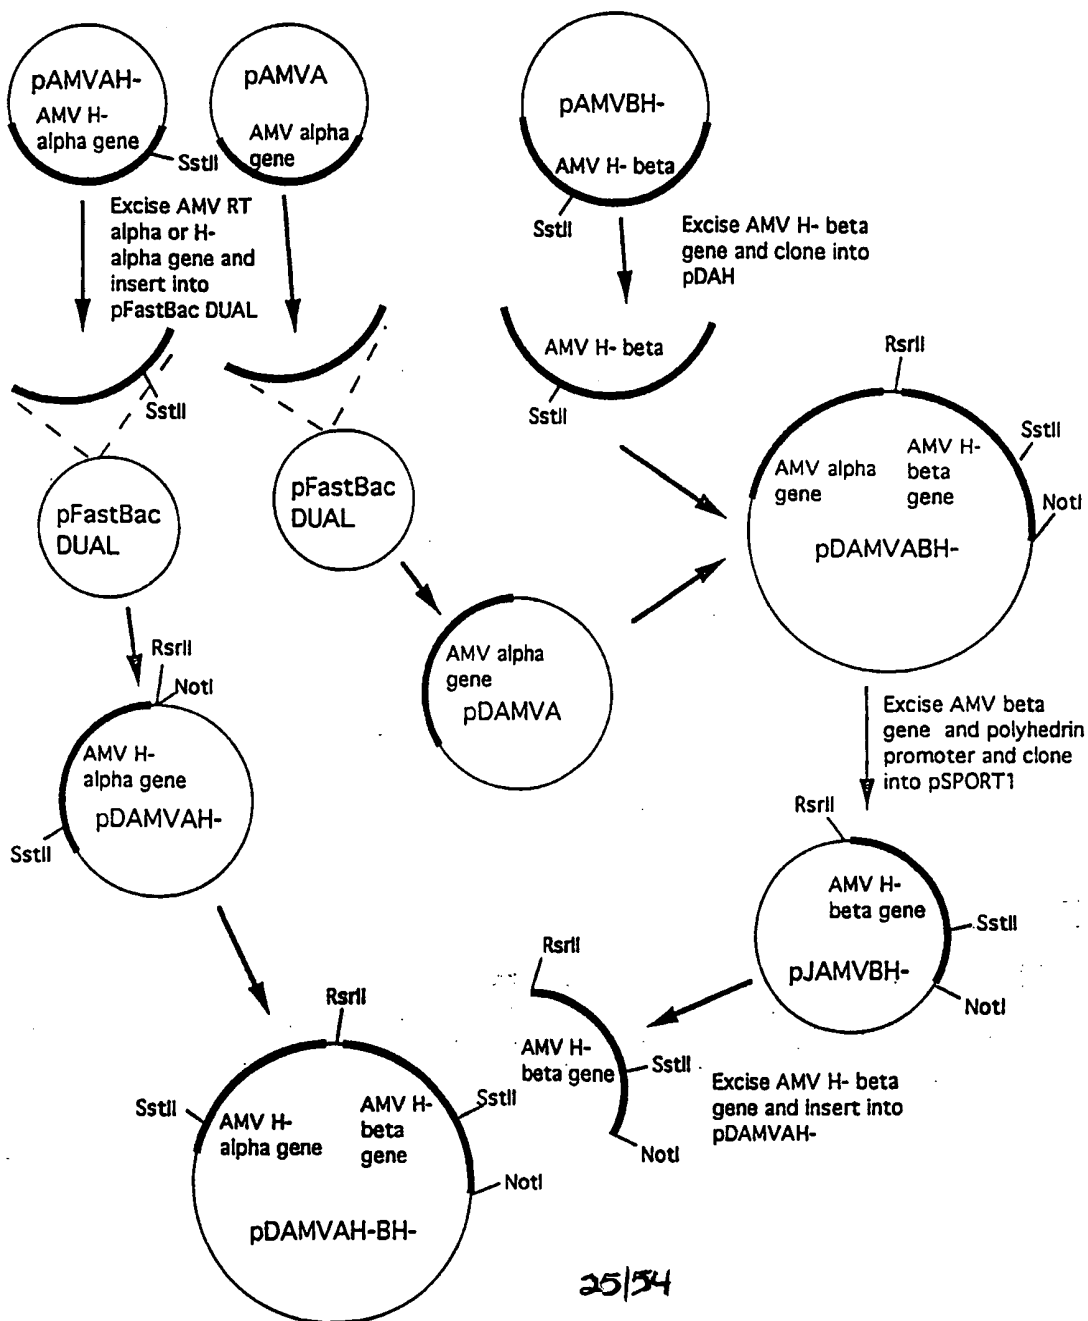 pAMVAH-
AMV H-
alpha gene
SstII
pAMVA
AMV alpha
gene
pAMVBH-
AMV H- beta
SstII
Excise AMV RT
alpha or H-
alpha gene and
insert into
pFastBac DUAL
Excise AMV H- beta
gene and clone into
pDAH
SstII
AMV H- beta
SstII
pFastBac
DUAL
pFastBac
DUAL
RsrII
SstII
NotI
AMV alpha
gene
AMV H-
beta
gene
pDAMVABH-
RsrII
NotI
AMV H-
alpha gene
pDAMVAH-
SstII
AMV alpha
gene
pDAMVA
Excise AMV beta
gene and polyhedrin
promoter and clone
into pSPORT1
RsrII
AMV H-
beta gene
SstII
pJAMVBH-
NotI
RsrII
AMV H-
beta gene
SstII
NotI
Excise AMV H- beta
gene and insert into
pDAMVAH-
RsrII
SstII
AMV H-
alpha gene
AMV H-
beta
gene
SstII
NotI
pDAMVAH-BH-
25/54